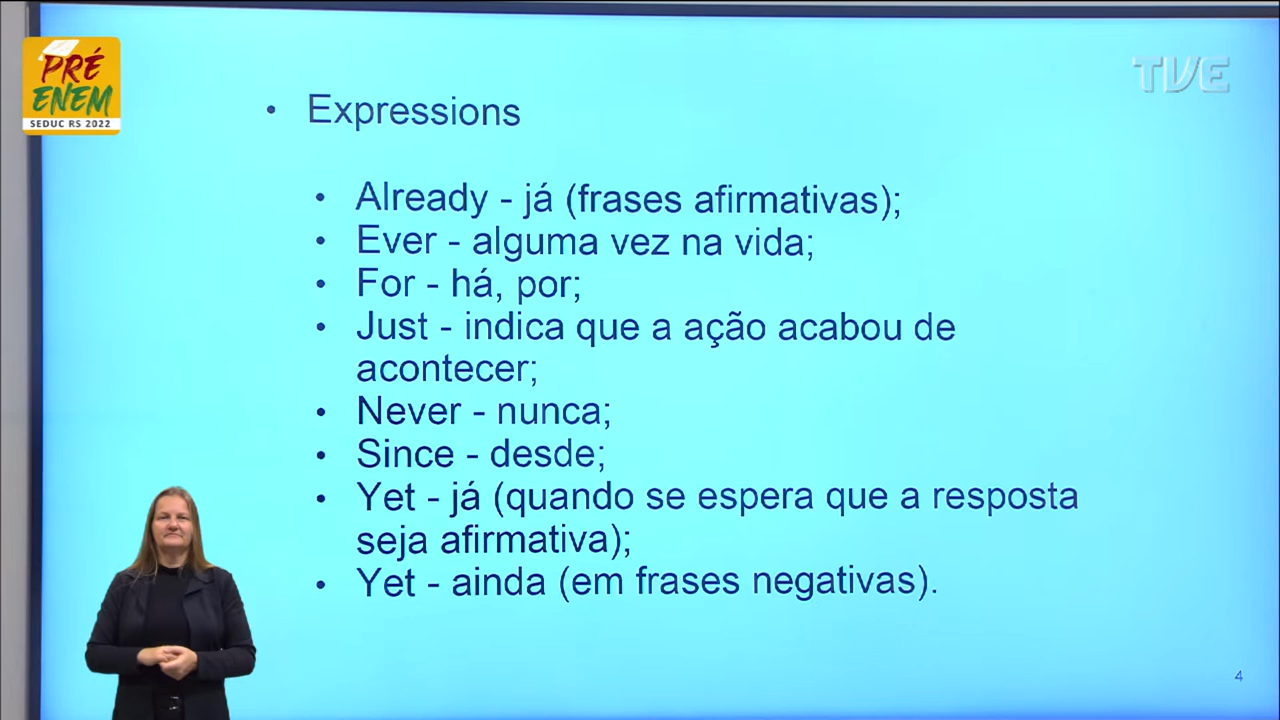 PRÉ
ENEM
SEDUC RS 2022
TVE
• Expressions
• Already - já (frases afirmativas);
• Ever - alguma vez na vida;
• For - há, por;
• Just - indica que a ação acabou de
acontecer;
• Never - nunca;
• Since - desde;
• Yet - já (quando se espera que a resposta
seja afirmativa);
• Yet - ainda (em frases negativas).
4